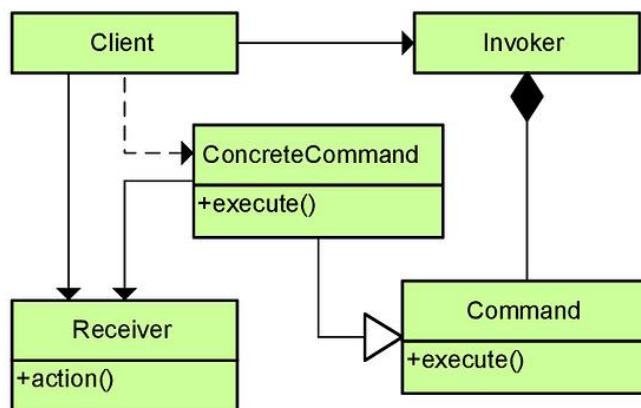 Client
Invoker
ConcreteCommand
+execute()
Receiver
+action()
Command
+execute()